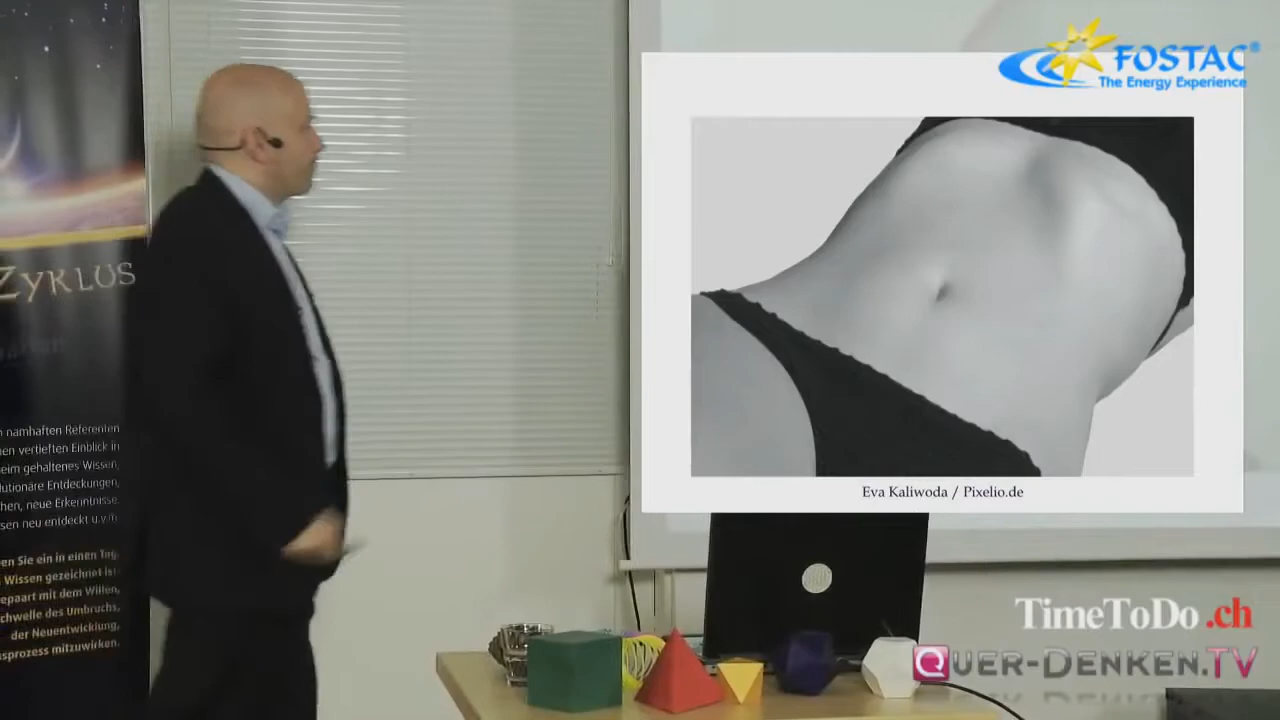 ZYKLUS
n namhaften Referenten
en vertieften Einblick in
eim gehaltenes Wissen,
lutionäre Entdeckungen,
hen, neue Erkenntnisse.
sen neu entdeckt u.v.m.
en Sie ein in einen Tag,
Wissen gezeichnet ist
epaart mit dem Willen,
chwelle des Umbruchs,
der Neuentwicklung,
sprozess mitzuwirken.
FOSTAC®
The Energy Experience
Eva Kaliwoda / Pixelio.de
TimeToDo.ch
QUER-DENKEN.TV